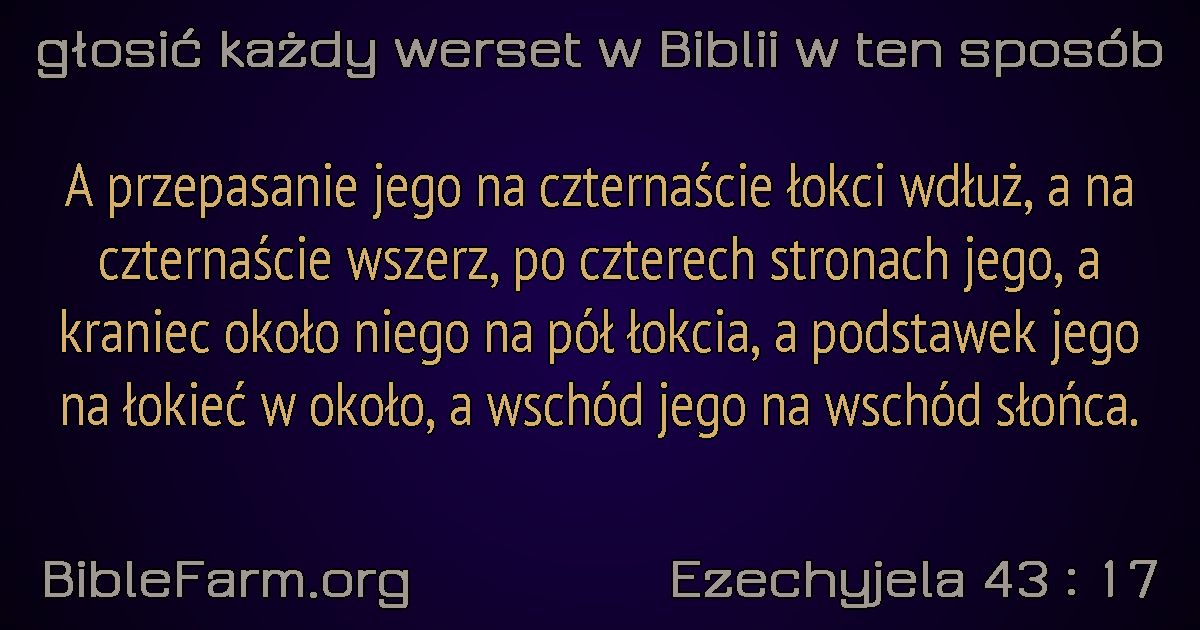 głosić każdy werset w Biblii w ten sposób
A przepasanie jego na czternaście łokci wdłuż, a na
czternaście wszerz, po czterech stronach jego, a
kraniec około niego na pół łokcia, a podstawek jego
na łokieć w około, a wschód jego na wschód słońca.
BibleFarm.org
Ezechyjela 43 : 17